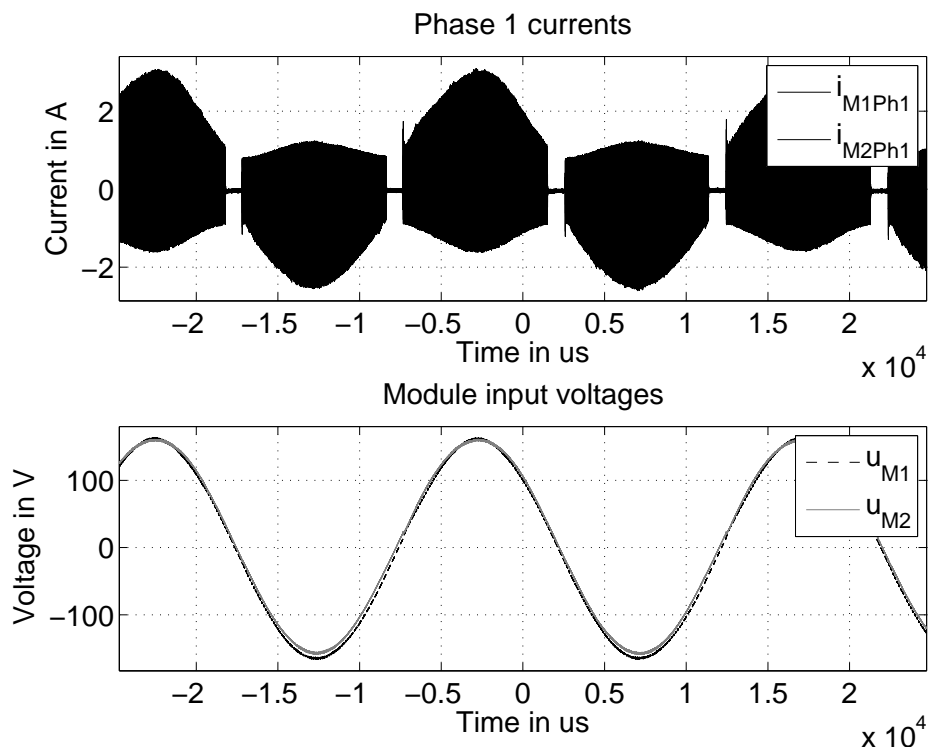 Phase 1 currents
Current in A
2
0
−2
i_M1Ph1
i_M2Ph1
−2 −1.5 −1 −0.5 0 0.5 1 1.5 2
Time in us
x 10^4
Module input voltages
Voltage in V
100
0
−100
u_M1
u_M2
−2 −1.5 −1 −0.5 0 0.5 1 1.5 2
Time in us
x 10^4